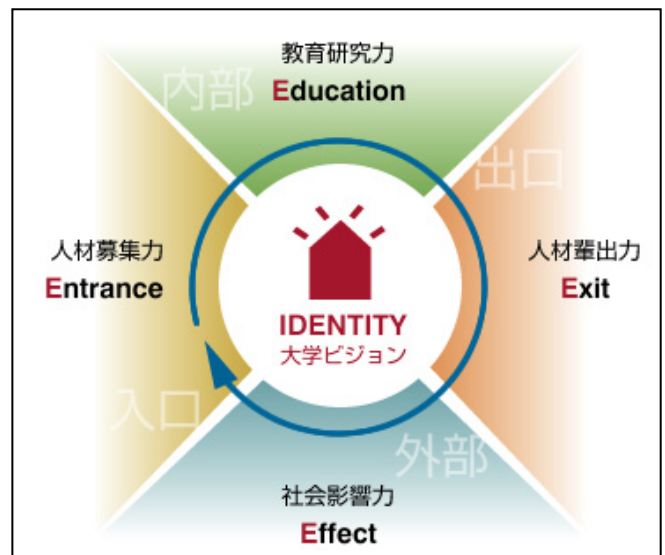 教育研究力
内部
Education
出口
人材募集力
Entrance
人材輩出力
Exit
IDENTITY
大学ビジョン
入口
外部
社会影響力
Effect